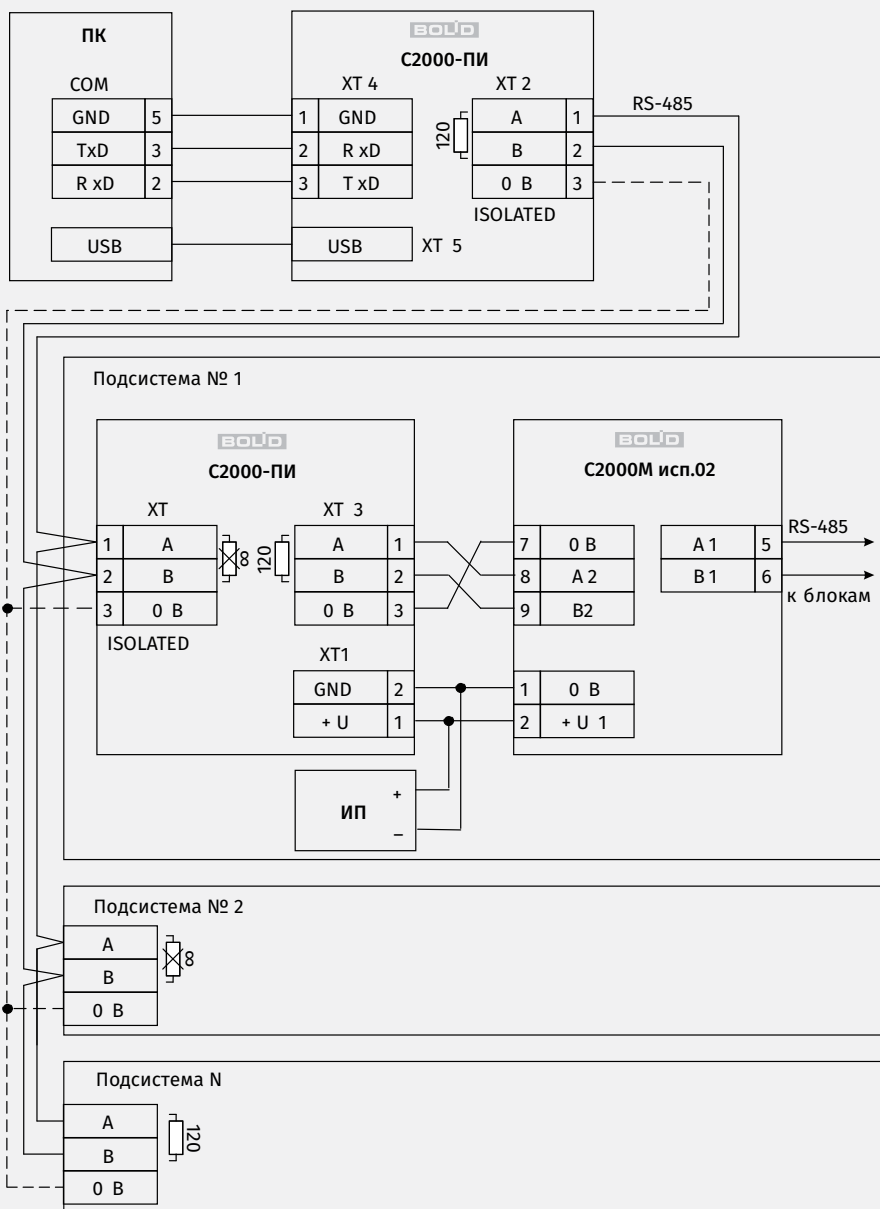 ПК
BOLID
С2000-ПИ
COM
XT 4
XT 2
GND 5
1 GND
A 1
RS-485
TxD 3
2 R xD
120
B 2
R xD 2
3 T xD
0 B 3
ISOLATED
USB
USB
XT 5
Подсистема № 1
BOLID
С2000-ПИ
BOLID
С2000М исп.02
XT
XT 3
1 A
∞
120
A 1
7 0 B
A 1 5
RS-485
2 B
B 2
8 A 2
B 1 6
к блокам
3 0 B
0 B 3
9 B2
ISOLATED
XT1
GND 2
1 0 B
+ U 1
2 + U 1
ИП
+
–
Подсистема № 2
A
∞
B
0 B
Подсистема N
A
120
B
0 B